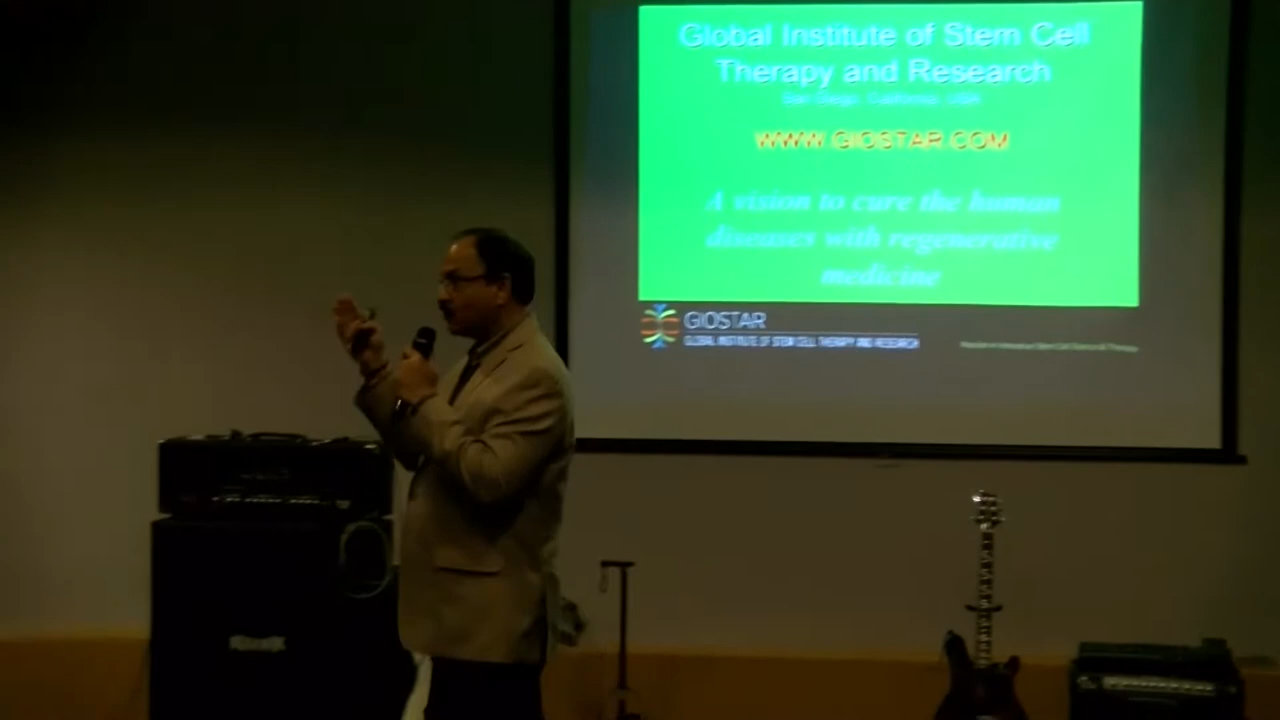 Global Institute of Stem Cell
Therapy and Research
San Diego, California, USA
WWW.GIOSTAR.COM
A vision to cure the human
diseases with regenerative
medicine
GIOSTAR
GLOBAL INSTITUTE OF STEM CELL THERAPY AND RESEARCH